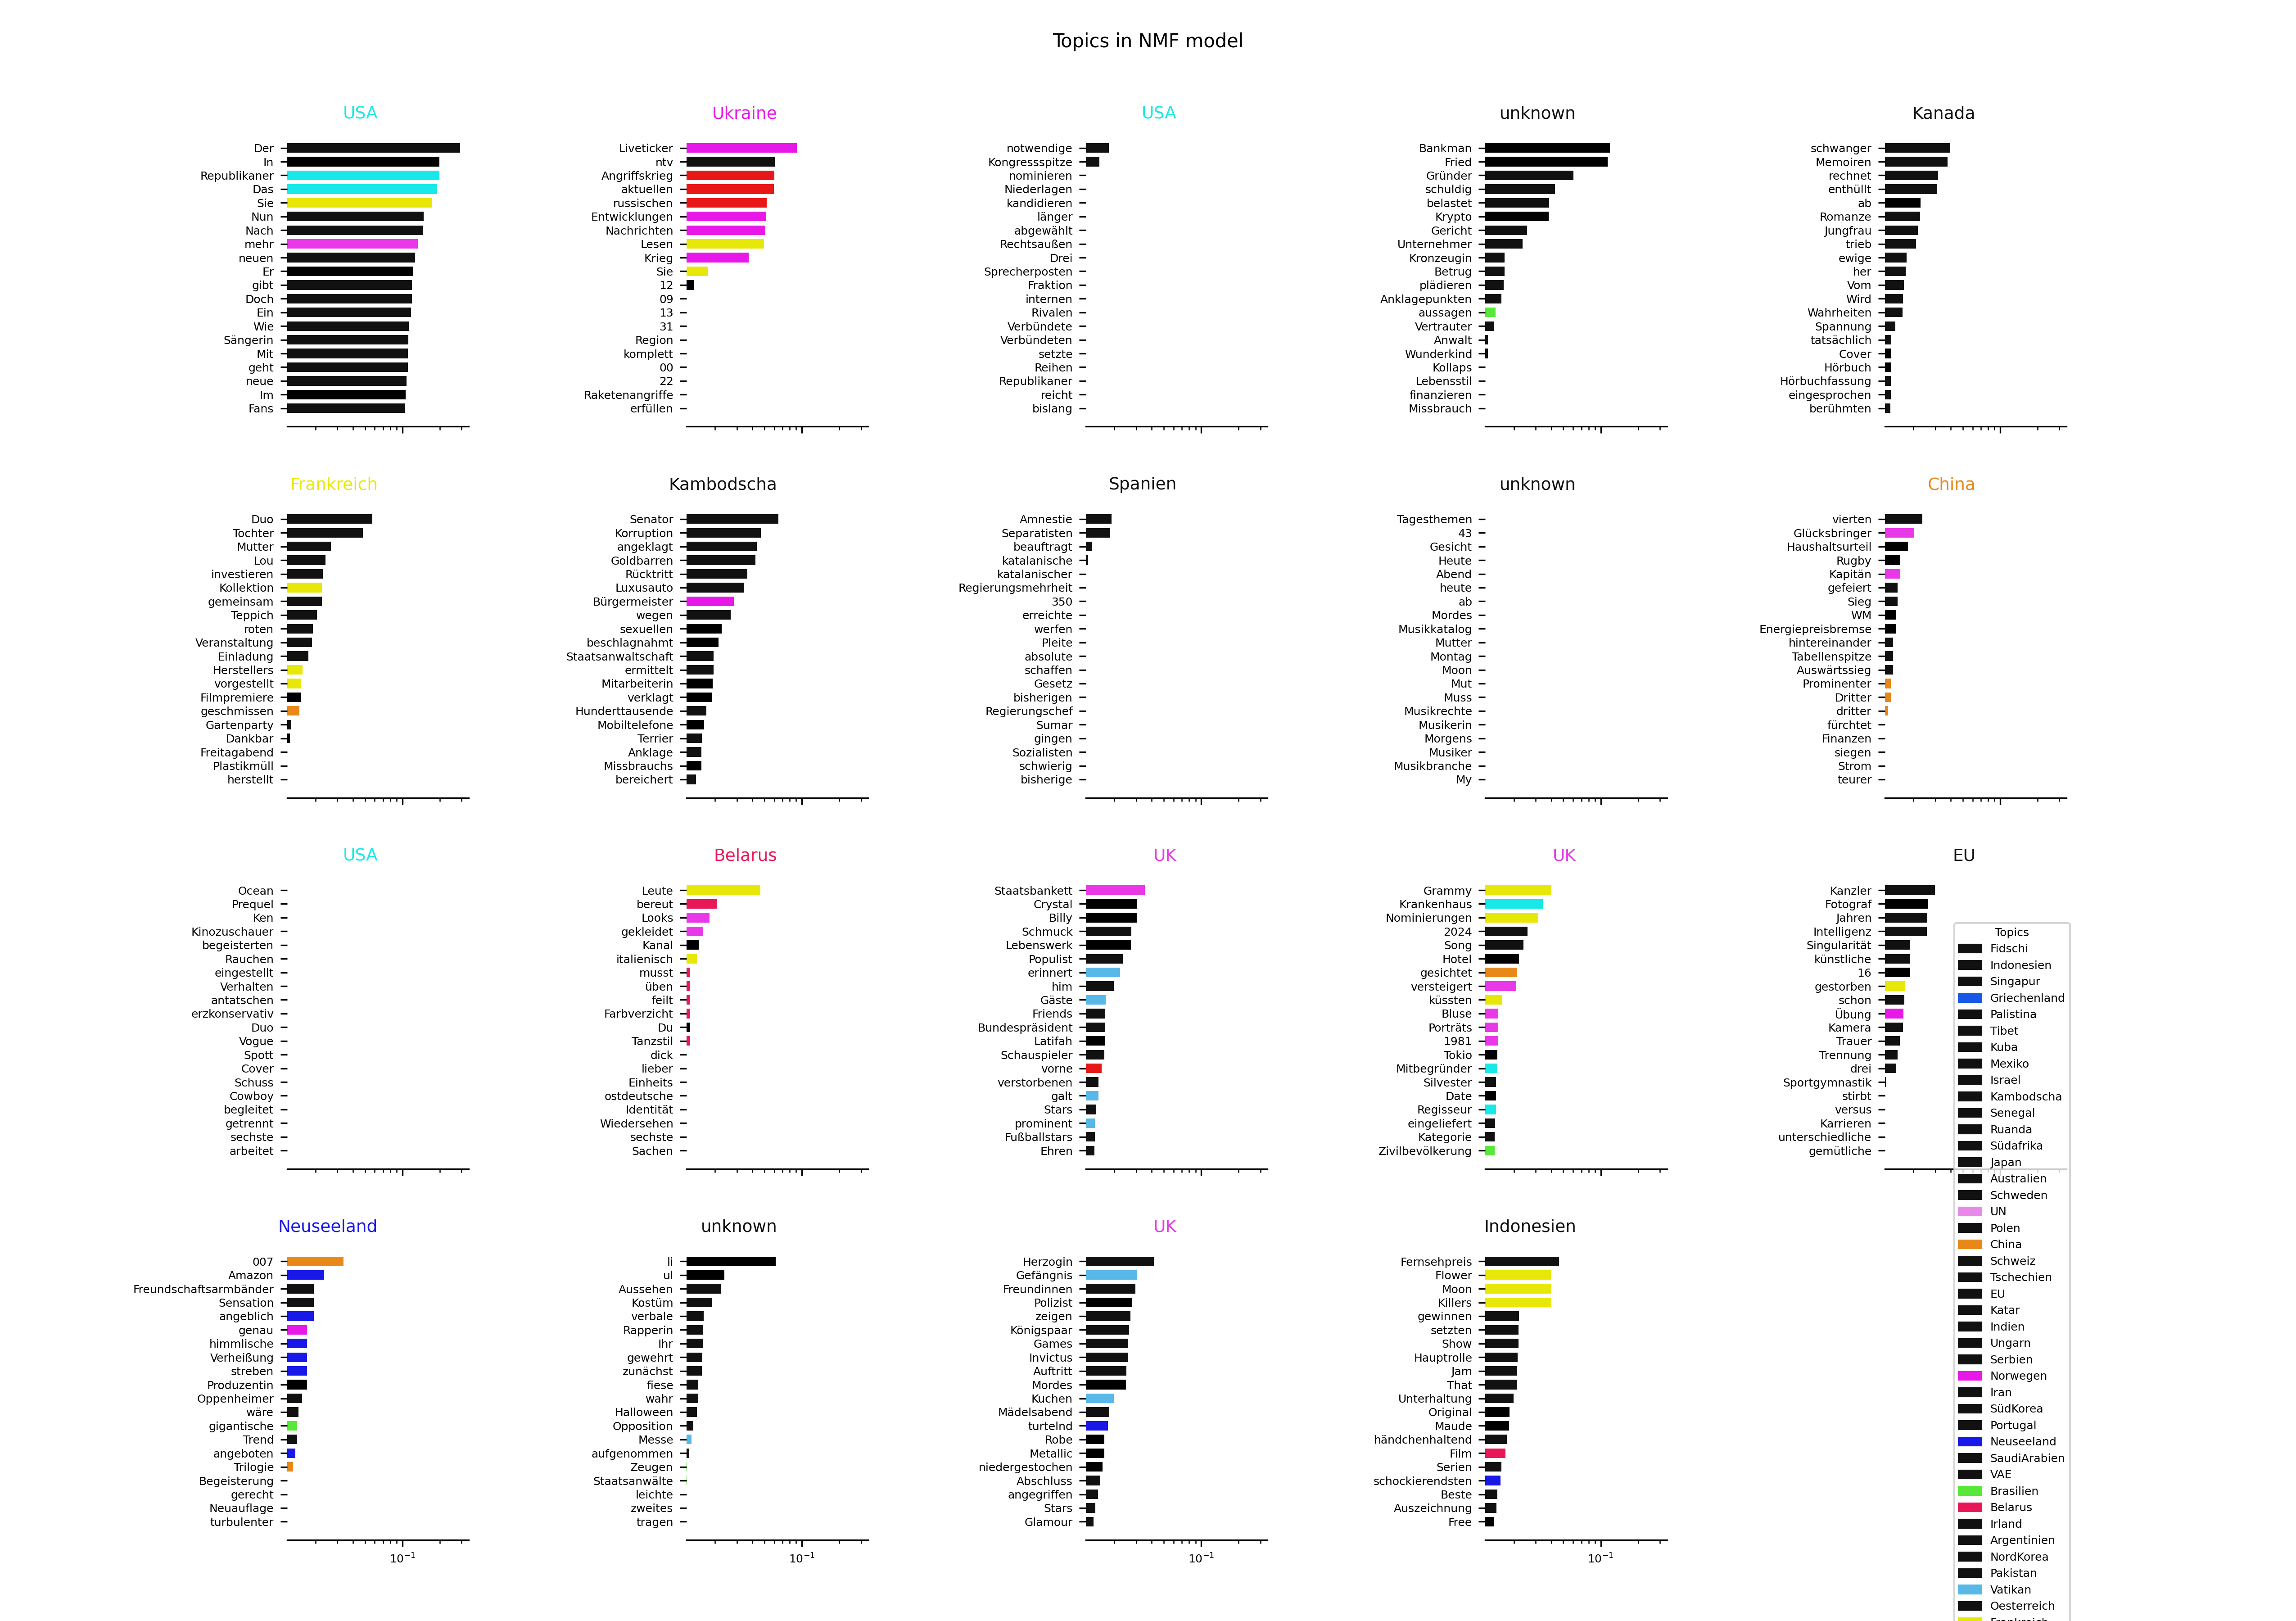 Topics in NMF model
USA
Der
In
Republikaner
Das
Sie
Nun
Nach
mehr
neuen
Er
gibt
Doch
Ein
Wie
Sängerin
Mit
geht
neue
Im
Fans
Ukraine
Liveticker
ntv
Angriffskrieg
aktuellen
russischen
Entwicklungen
Nachrichten
Lesen
Krieg
Sie
12
09
13
31
Region
komplett
00
22
Raketenangriffe
erfüllen
USA
notwendige
Kongressspitze
nominieren
Niederlagen
kandidieren
länger
abgewählt
Rechtsaußen
Drei
Sprecherposten
Fraktion
internen
Rivalen
Verbündete
Verbündeten
setzte
Reihen
Republikaner
reicht
bislang
unknown
Bankman
Fried
Gründer
schuldig
belastet
Krypto
Gericht
Unternehmer
Kronzeugin
Betrug
plädieren
Anklagepunkten
aussagen
Vertrauter
Anwalt
Wunderkind
Kollaps
Lebensstil
finanzieren
Missbrauch
Kanada
schwanger
Memoiren
rechnet
enthüllt
ab
Romanze
Jungfrau
trieb
ewige
her
Vom
Wird
Wahrheiten
Spannung
tatsächlich
Cover
Hörbuch
Hörbuchfassung
eingesprochen
berühmten
Frankreich
Duo
Tochter
Mutter
Lou
investieren
Kollektion
gemeinsam
Teppich
roten
Veranstaltung
Einladung
Herstellers
vorgestellt
Filmpremiere
geschmissen
Gartenparty
Dankbar
Freitagabend
Plastikmüll
herstellt
Kambodscha
Senator
Korruption
angeklagt
Goldbarren
Rücktritt
Luxusauto
Bürgermeister
wegen
sexuellen
beschlagnahmt
Staatsanwaltschaft
ermittelt
Mitarbeiterin
verklagt
Hunderttausende
Mobiltelefone
Terrier
Anklage
Missbrauchs
bereichert
Spanien
Amnestie
Separatisten
beauftragt
katalanische
katalanischer
Regierungsmehrheit
350
erreichte
werfen
Pleite
absolute
schaffen
Gesetz
bisherigen
Regierungschef
Sumar
gingen
Sozialisten
schwierig
bisherige
unknown
Tagesthemen
43
Gesicht
Heute
Abend
heute
ab
Mordes
Musikkatalog
Mutter
Montag
Moon
Mut
Muss
Musikrechte
Musikerin
Morgens
Musiker
Musikbranche
My
China
vierten
Glücksbringer
Haushaltsurteil
Rugby
Kapitän
gefeiert
Sieg
WM
Energiepreisbremse
hintereinander
Tabellenspitze
Auswärtssieg
Prominenter
Dritter
dritter
fürchtet
Finanzen
siegen
Strom
teurer
USA
Ocean
Prequel
Ken
Kinozuschauer
begeisterten
Rauchen
eingestellt
Verhalten
antatschen
erzkonservativ
Duo
Vogue
Spott
Cover
Schuss
Cowboy
begleitet
getrennt
sechste
arbeitet
Belarus
Leute
bereut
Looks
gekleidet
Kanal
italienisch
musst
üben
feilt
Farbverzicht
Du
Tanzstil
dick
lieber
Einheits
ostdeutsche
Identität
Wiedersehen
sechste
Sachen
UK
Staatsbankett
Crystal
Billy
Schmuck
Lebenswerk
Populist
erinnert
him
Gäste
Friends
Bundespräsident
Latifah
Schauspieler
vorne
verstorbenen
galt
Stars
prominent
Fußballstars
Ehren
UK
Grammy
Krankenhaus
Nominierungen
2024
Song
Hotel
gesichtet
versteigert
küssten
Bluse
Porträts
1981
Tokio
Mitbegründer
Silvester
Date
Regisseur
eingeliefert
Kategorie
Zivilbevölkerung
EU
Kanzler
Fotograf
Jahren
Intelligenz
Singularität
künstliche
16
gestorben
schon
Übung
Kamera
Trauer
Trennung
drei
Sportgymnastik
stirbt
versus
Karrieren
unterschiedliche
gemütliche
Neuseeland
007
Amazon
Freundschaftsarmbänder
Sensation
angeblich
genau
himmlische
Verheißung
streben
Produzentin
Oppenheimer
wäre
gigantische
Trend
angeboten
Trilogie
Begeisterung
gerecht
Neuauflage
turbulenter
10⁻¹
unknown
li
ul
Aussehen
Kostüm
verbale
Rapperin
Ihr
gewehrt
zunächst
fiese
wahr
Halloween
Opposition
Messe
aufgenommen
Zeugen
Staatsanwälte
leichte
zweites
tragen
10⁻¹
UK
Herzogin
Gefängnis
Freundinnen
Polizist
zeigen
Königspaar
Games
Invictus
Auftritt
Mordes
Kuchen
Mädelsabend
turtelnd
Robe
Metallic
niedergestochen
Abschluss
angegriffen
Stars
Glamour
10⁻¹
Indonesien
Fernsehpreis
Flower
Moon
Killers
gewinnen
setzten
Show
Hauptrolle
Jam
That
Unterhaltung
Original
Maude
händchenhaltend
Film
Serien
schockierendsten
Beste
Auszeichnung
Free
10⁻¹
Topics
Fidschi
Indonesien
Singapur
Griechenland
Palistina
Tibet
Kuba
Mexiko
Israel
Kambodscha
Senegal
Ruanda
Südafrika
Japan
Australien
Schweden
UN
Polen
China
Schweiz
Tschechien
EU
Katar
Indien
Ungarn
Serbien
Norwegen
Iran
SüdKorea
Portugal
Neuseeland
SaudiArabien
VAE
Brasilien
Belarus
Irland
Argentinien
NordKorea
Pakistan
Vatikan
Oesterreich